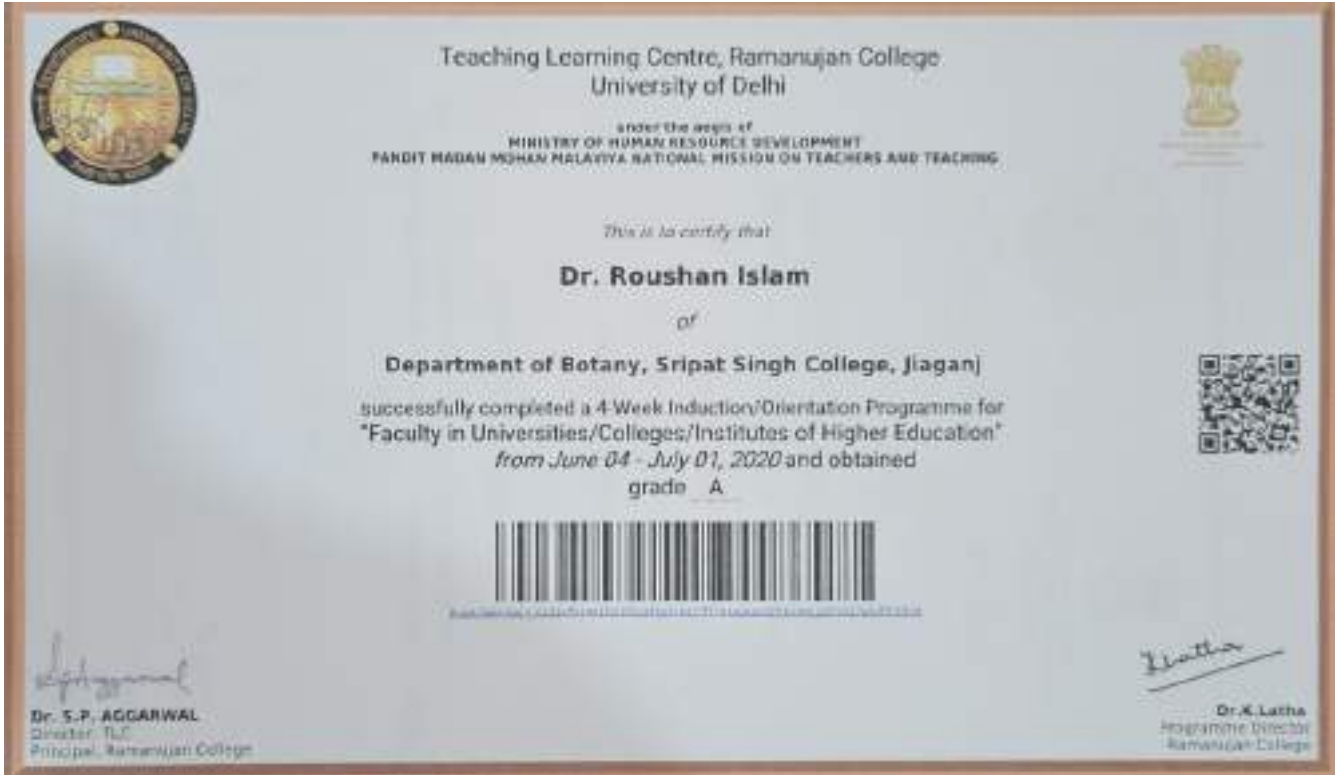 Teaching Learning Centre, Ramanujan College
University of Delhi
under the aegis of
MINISTRY OF HUMAN RESOURCE DEVELOPMENT
PANDIT MADAN MOHAN MALAVIYA NATIONAL MISSION ON TEACHERS AND TEACHING
This is to certify that
Dr. Roushan Islam
of
Department of Botany, Sripat Singh College, Jiaganj
successfully completed a 4-Week Induction/Orientation Programme for
"Faculty in Universities/Colleges/Institutes of Higher Education"
from June 04 - July 01, 2020 and obtained
grade A
Dr. S.P. AGGARWAL
Director TLC
Principal, Ramanujan College
Latha
Dr.K.Latha
Programme Director
Ramanujan College